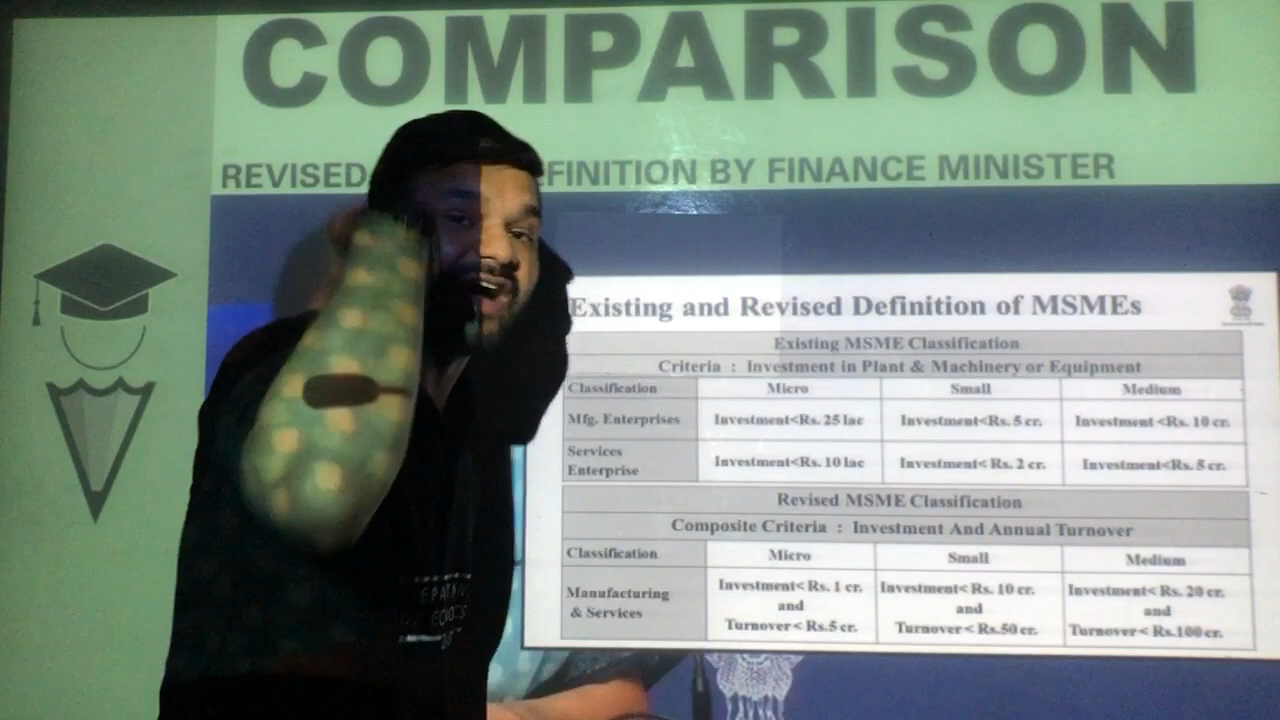 COMPARISON
REVISED FINITION BY FINANCE MINISTER
Existing and Revised Definition of MSMEs
Existing MSME Classification
Criteria : Investment in Plant & Machinery or Equipment
Classification Micro Small Medium
Mfg. Enterprises Investment<Rs. 25 lac Investment<Rs. 5 cr. Investment <Rs. 10 cr.
Services Enterprise Investment<Rs. 10 lac Investment< Rs. 2 cr. Investment<Rs. 5 cr.
Revised MSME Classification
Composite Criteria : Investment And Annual Turnover
Classification Micro Small Medium
Manufacturing & Services Investment< Rs. 1 cr. and Turnover < Rs.5 cr. Investment< Rs. 10 cr. and Turnover < Rs.50 cr. Investment< Rs. 20 cr. and Turnover < Rs.100 cr.